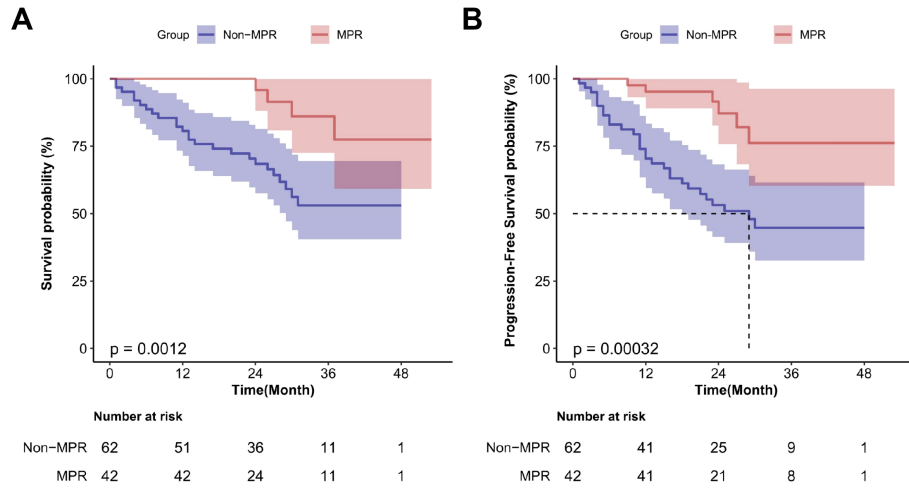 A
Group Non−MPR MPR
Survival probability (%)
100
75
50
25
0
p = 0.0012
0 12 24 36 48
Time(Month)
Number at risk
Non−MPR 62 51 36 11 1
MPR 42 42 24 11 1
B
Group Non-MPR MPR
Progression-Free Survival probability (%)
100
75
50
25
0
p = 0.00032
0 12 24 36 48
Time(Month)
Number at risk
Non-MPR 62 41 25 9 1
MPR 42 41 21 8 1